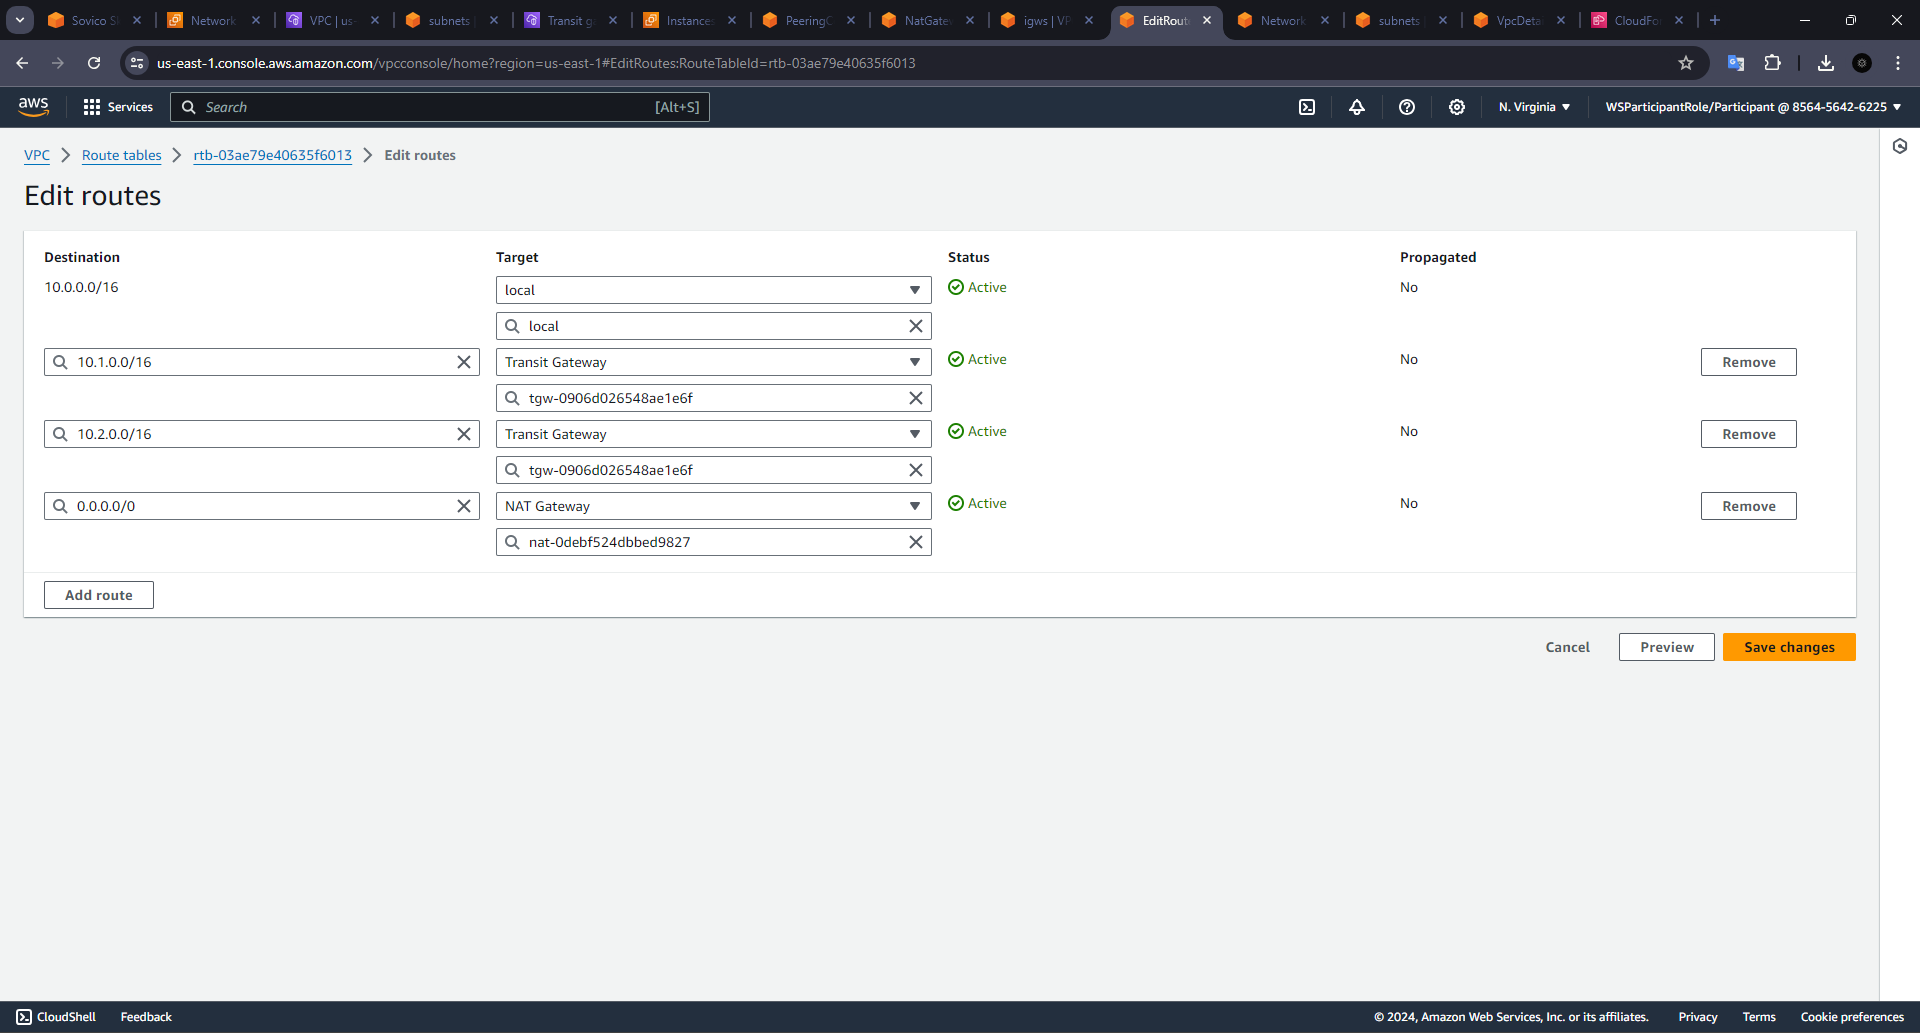 Sovico S
Network
VPC | us-
subnets |
Transit g
Instances
PeeringC
NatGatew
igws | VP
EditRout
Network
subnets |
VpcDetai
CloudFor
us-east-1.console.aws.amazon.com/vpcconsole/home?region=us-east-1#EditRoutes:RouteTableId=rtb-03ae79e40635f6013
aws Services Search [Alt+S] N. Virginia WSParticipantRole/Participant @ 8564-5642-6225
VPC Route tables rtb-03ae79e40635f6013 Edit routes
Edit routes
Destination Target Status Propagated
10.0.0.0/16 local Active No
local
10.1.0.0/16 Transit Gateway Active No Remove
tgw-0906d026548ae1e6f
10.2.0.0/16 Transit Gateway Active No Remove
tgw-0906d026548ae1e6f
0.0.0.0/0 NAT Gateway Active No Remove
nat-0debf524dbbed9827
Add route
Cancel Preview Save changes
CloudShell Feedback © 2024, Amazon Web Services, Inc. or its affiliates. Privacy Terms Cookie preferences